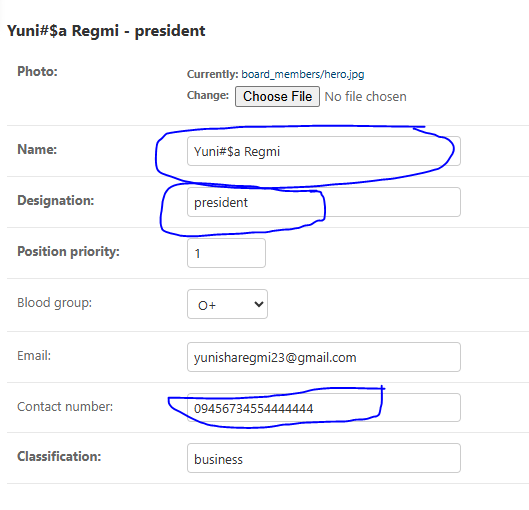 Yuni#$a Regmi - president
Photo: Currently: board_members/hero.jpg
Change: Choose File No file chosen
Name: Yuni#$a Regmi
Designation: president
Position priority: 1
Blood group: O+
Email: yunisharegmi23@gmail.com
Contact number: 09456734554444444
Classification: business